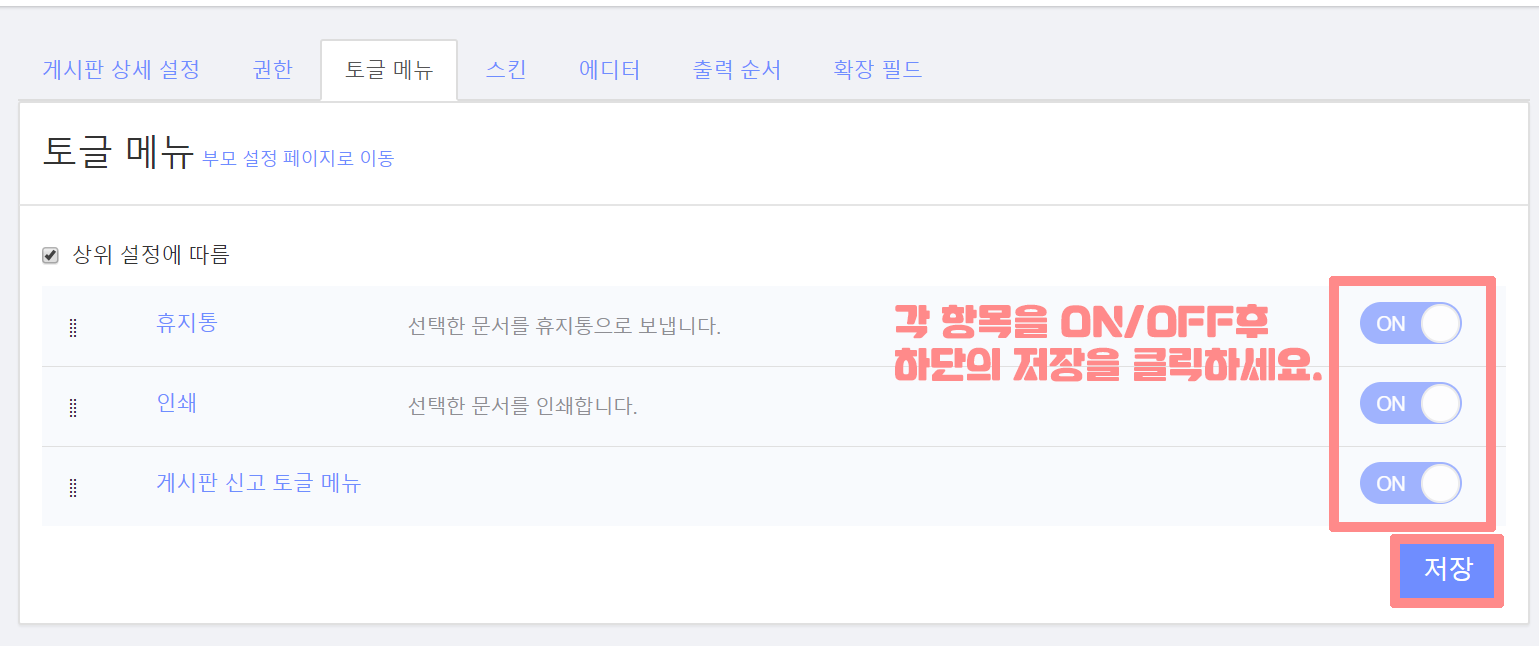 게시판 상세 설정 권한 토글 메뉴 스킨 에디터 출력 순서 확장 필드
토글 메뉴 부모 설정 페이지로 이동
상위 설정에 따름
휴지통 선택한 문서를 휴지통으로 보냅니다. ON
각 항목을 ON/OFF후
하단의 저장을 클릭하세요.
인쇄 선택한 문서를 인쇄합니다. ON
게시판 신고 토글 메뉴 ON
저장